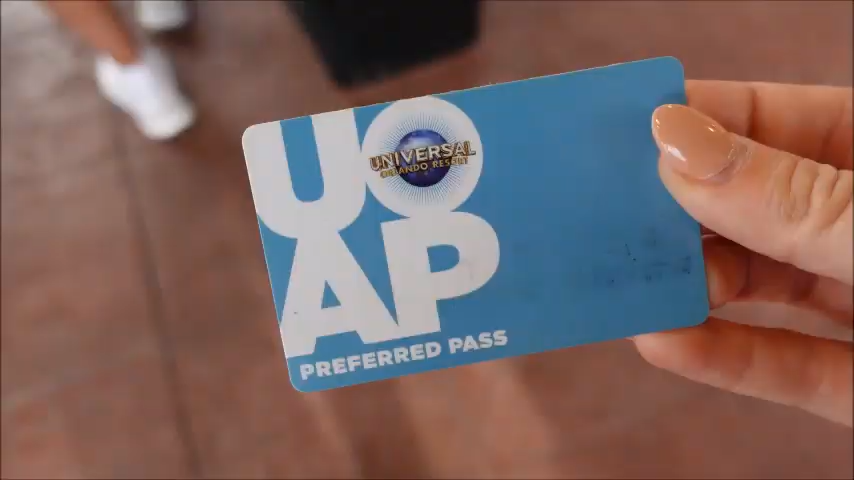 UO
UNIVERSAL
ORLANDO RESORT
AP
PREFERRED PASS